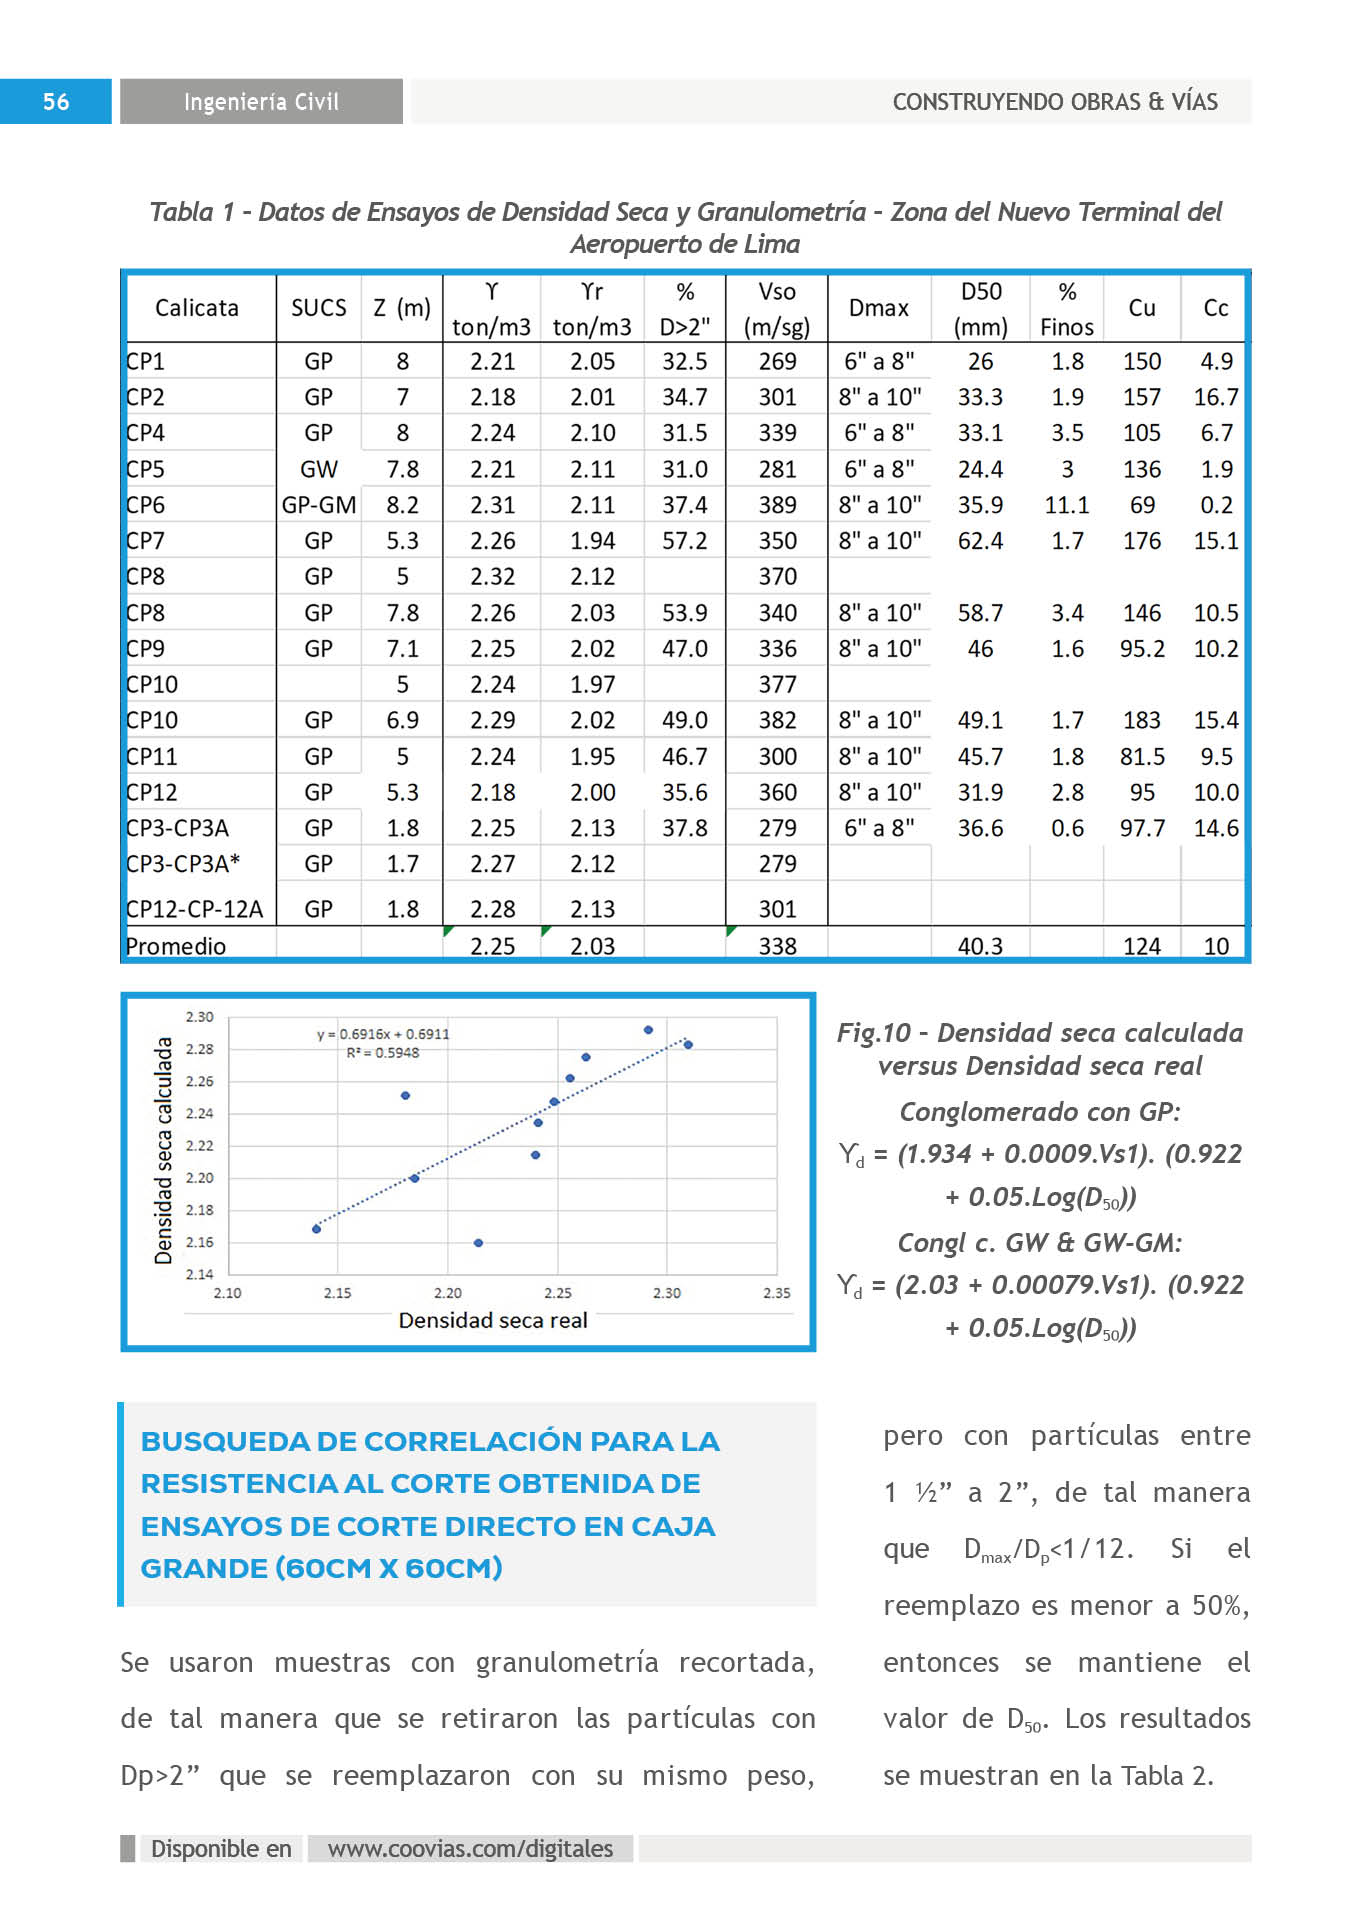 56
Ingeniería Civil
CONSTRUYENDO OBRAS & VÍAS
Tabla 1 – Datos de Ensayos de Densidad Seca y Granulometría – Zona del Nuevo Terminal del
Aeropuerto de Lima
Calicata SUCS Z (m) ϒ ton/m3 ϒr ton/m3 % D>2" Vso (m/sg) Dmax D50 (mm) % Finos Cu Cc
CP1 GP 8 2.21 2.05 32.5 269 6" a 8" 26 1.8 150 4.9
CP2 GP 7 2.18 2.01 34.7 301 8" a 10" 33.3 1.9 157 16.7
CP4 GP 8 2.24 2.10 31.5 339 6" a 8" 33.1 3.5 105 6.7
CP5 GW 7.8 2.21 2.11 31.0 281 6" a 8" 24.4 3 136 1.9
CP6 GP-GM 8.2 2.31 2.11 37.4 389 8" a 10" 35.9 11.1 69 0.2
CP7 GP 5.3 2.26 1.94 57.2 350 8" a 10" 62.4 1.7 176 15.1
CP8 GP 5 2.32 2.12 370
CP8 GP 7.8 2.26 2.03 53.9 340 8" a 10" 58.7 3.4 146 10.5
CP9 GP 7.1 2.25 2.02 47.0 336 8" a 10" 46 1.6 95.2 10.2
CP10 5 2.24 1.97 377
CP10 GP 6.9 2.29 2.02 49.0 382 8" a 10" 49.1 1.7 183 15.4
CP11 GP 5 2.24 1.95 46.7 300 8" a 10" 45.7 1.8 81.5 9.5
CP12 GP 5.3 2.18 2.00 35.6 360 8" a 10" 31.9 2.8 95 10.0
CP3-CP3A GP 1.8 2.25 2.13 37.8 279 6" a 8" 36.6 0.6 97.7 14.6
CP3-CP3A* GP 1.7 2.27 2.12 279
CP12-CP-12A GP 1.8 2.28 2.13 301
Promedio 2.25 2.03 338 40.3 124 10
Densidad seca calculada
2.30
2.28
2.26
2.24
2.22
2.20
2.18
2.16
2.14
y = 0.6916x + 0.6911
R² = 0.5948
2.10 2.15 2.20 2.25 2.30 2.35
Densidad seca real
Fig.10 – Densidad seca calculada
versus Densidad seca real
Conglomerado con GP:
ϒd = (1.934 + 0.0009.Vs1). (0.922
+ 0.05.Log(D50))
Congl c. GW & GW-GM:
ϒd = (2.03 + 0.00079.Vs1). (0.922
+ 0.05.Log(D50))
BUSQUEDA DE CORRELACIÓN PARA LA
RESISTENCIA AL CORTE OBTENIDA DE
ENSAYOS DE CORTE DIRECTO EN CAJA
GRANDE (60CM X 60CM)
Se usaron muestras con granulometría recortada,
de tal manera que se retiraron las partículas con
Dp>2” que se reemplazaron con su mismo peso,
pero con partículas entre
1 ½” a 2”, de tal manera
que Dmax/Dp<1/12. Si el
reemplazo es menor a 50%,
entonces se mantiene el
valor de D50. Los resultados
se muestran en la Tabla 2.
Disponible en
www.coovias.com/digitales